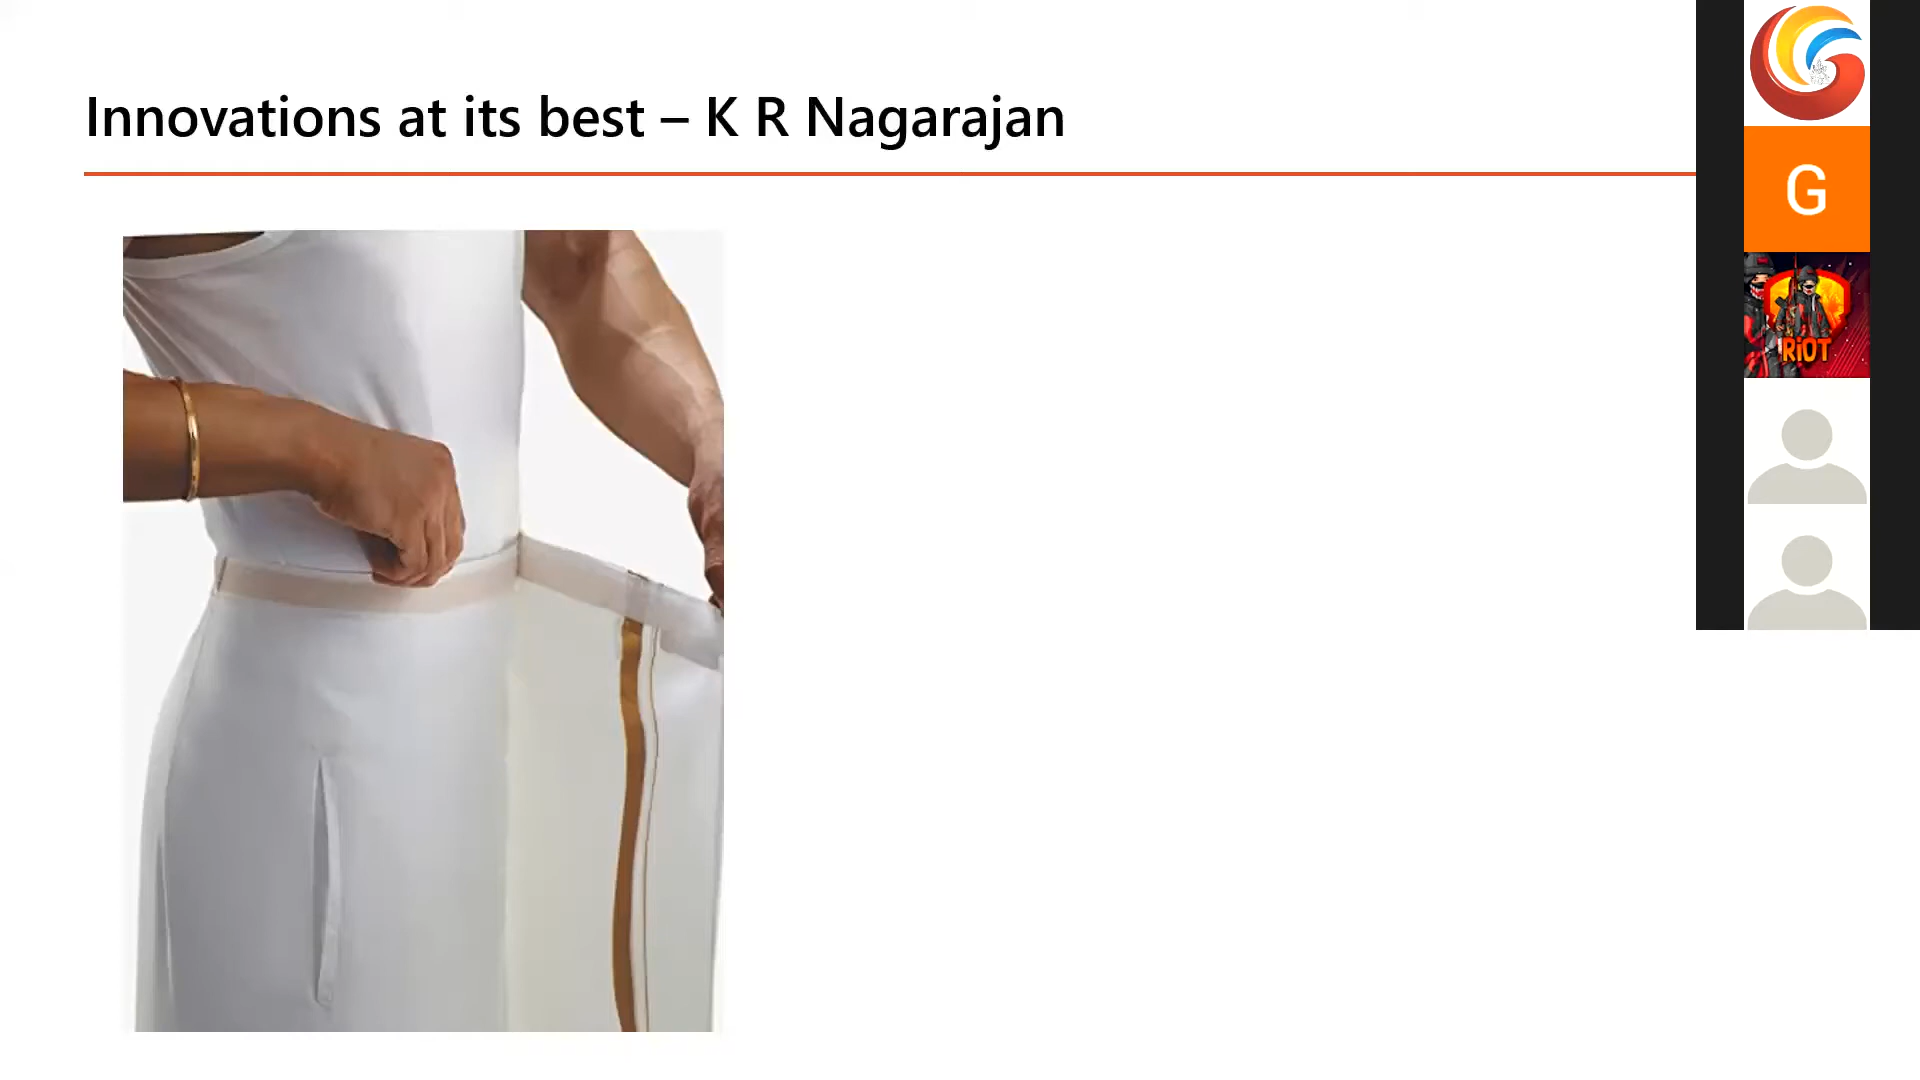 Innovations at its best – K R Nagarajan
G
RiOT